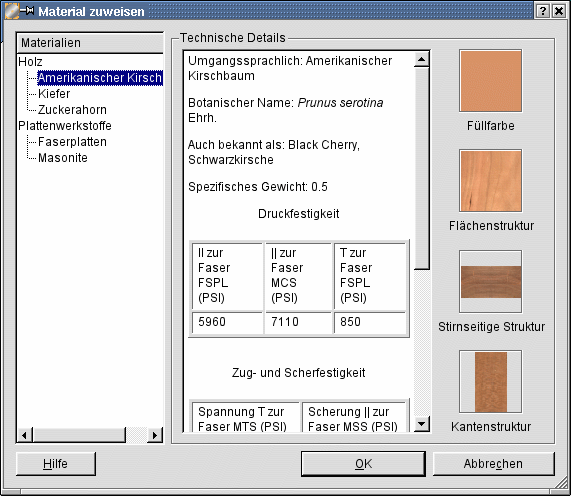 Material zuweisen
Materialien
Holz
Amerikanischer Kirsch
Kiefer
Zuckerahorn
Plattenwerkstoffe
Faserplatten
Masonite
Technische Details
Umgangssprachlich: Amerikanischer
Kirschbaum
Botanischer Name: Prunus serotina
Ehrh.
Auch bekannt als: Black Cherry,
Schwarzkirsche
Spezifisches Gewicht: 0.5
Druckfestigkeit
II zur
Faser
FSPL
(PSI)
|| zur
Faser
MCS
(PSI)
T zur
Faser
FSPL
(PSI)
5960
7110
850
Zug- und Scherfestigkeit
Spannung T zur
Faser MTS (PSI)
Scherung || zur
Faser MSS (PSI)
Füllfarbe
Flächenstruktur
Stirnseitige Struktur
Kantenstruktur
Hilfe
OK
Abbrechen